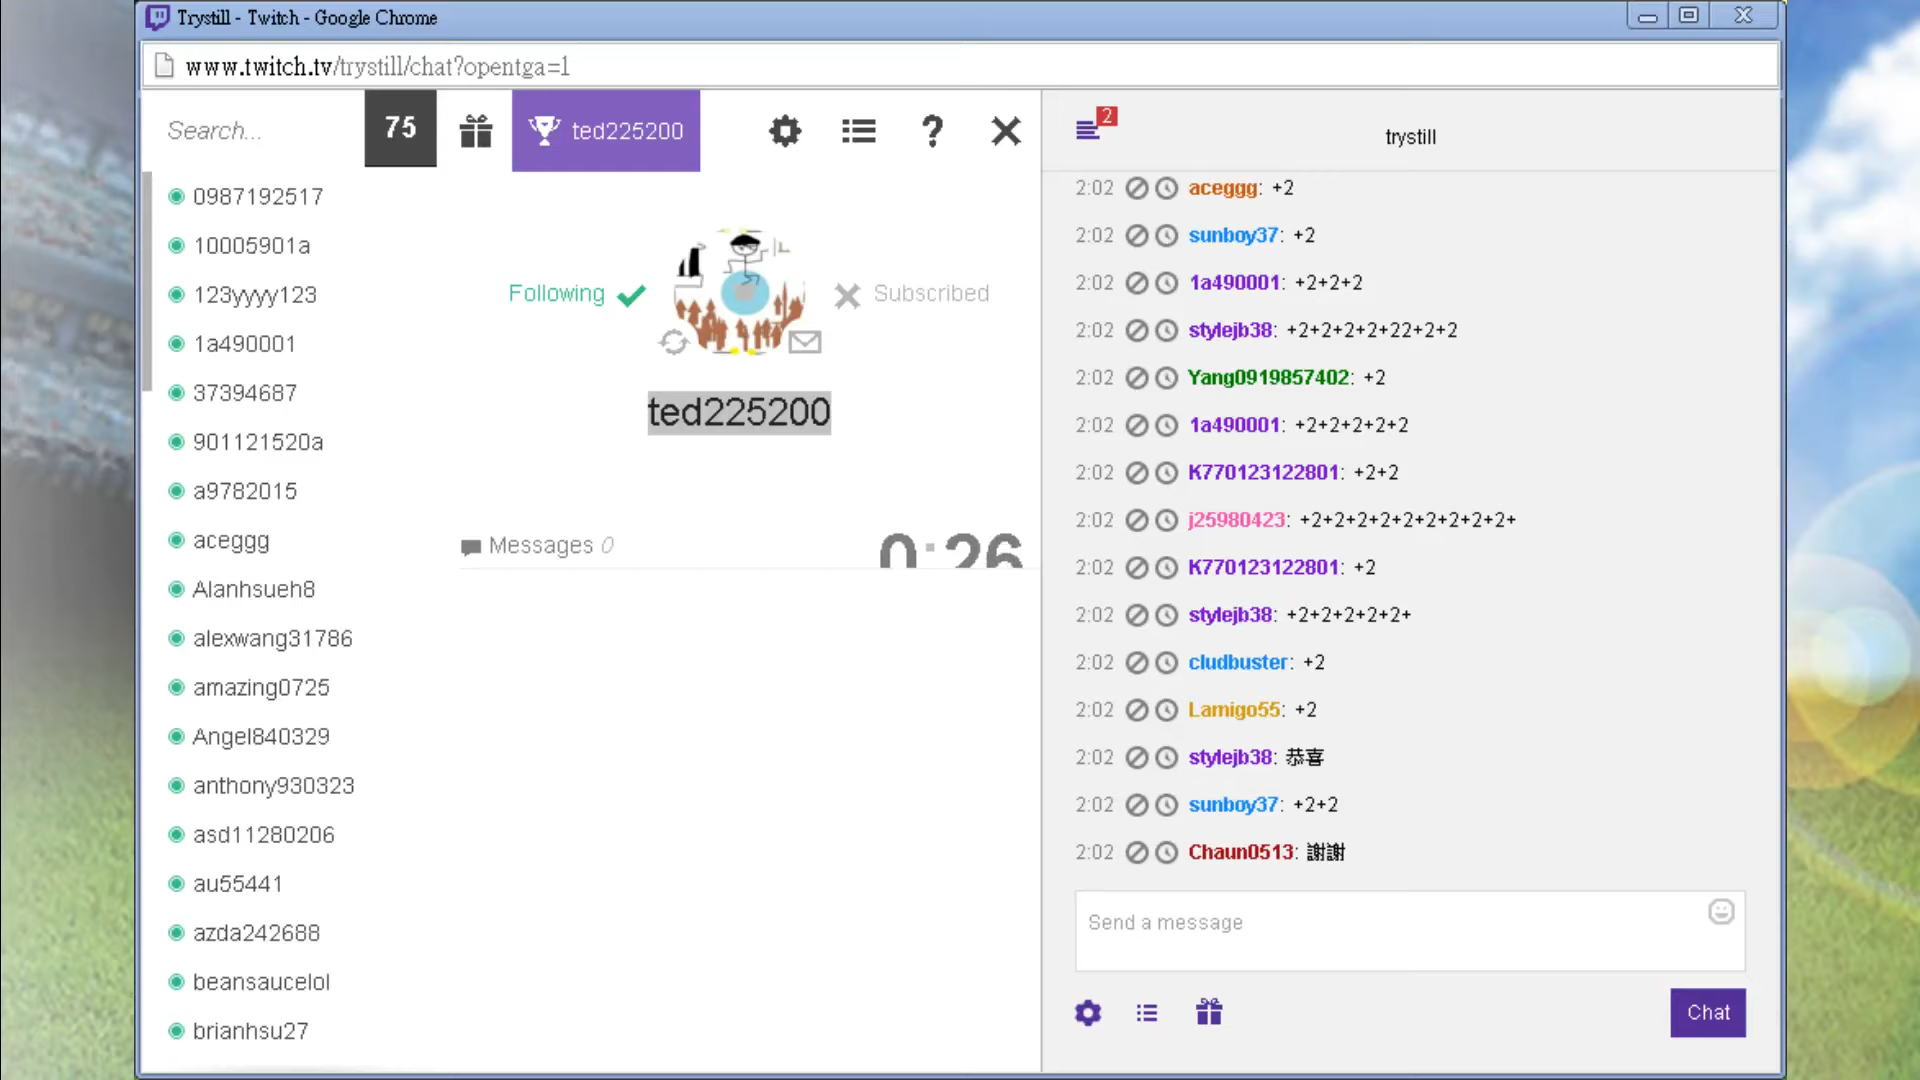 Trystill - Twitch - Google Chrome
www.twitch.tv/trystill/chat?opentga=1
Search...
75
ted225200
?
0987192517
10005901a
123yyyy123
1a490001
37394687
901121520a
a9782015
aceggg
Alanhsueh8
alexwang31786
amazing0725
Angel840329
anthony930323
asd11280206
au55441
azda242688
beansaucelol
brianhsu27
Following
Subscribed
ted225200
Messages 0
0:26
2
trystill
2:02 aceggg: +2
2:02 sunboy37: +2
2:02 1a490001: +2+2+2
2:02 stylejb38: +2+2+2+2+22+2+2
2:02 Yang0919857402: +2
2:02 1a490001: +2+2+2+2+2
2:02 K770123122801: +2+2
2:02 j25980423: +2+2+2+2+2+2+2+2+2+
2:02 K770123122801: +2
2:02 stylejb38: +2+2+2+2+2+
2:02 cludbuster: +2
2:02 Lamigo55: +2
2:02 stylejb38: 恭喜
2:02 sunboy37: +2+2
2:02 Chaun0513: 謝謝
Send a message
Chat